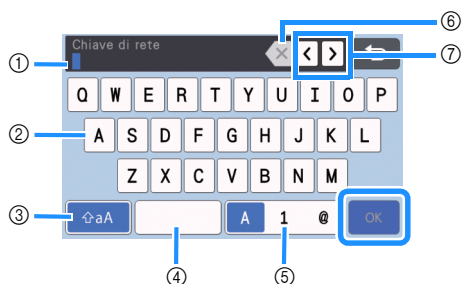 ⑥
Chiave di rete
① < > ⑦
Q W E R T Y U I O P
② A S D F G H J K L
Z X C V B N M
③ ⇧aA A 1 @ OK
④ ⑤